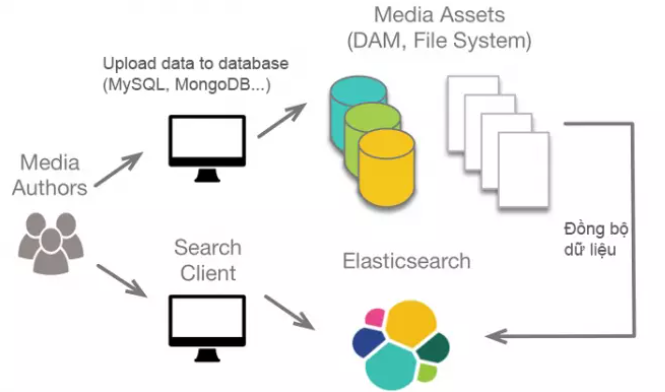 Media Assets
(DAM, File System)
Upload data to database
(MySQL, MongoDB...)
Media
Authors
Search
Client
Elasticsearch
Đồng bộ
dữ liệu